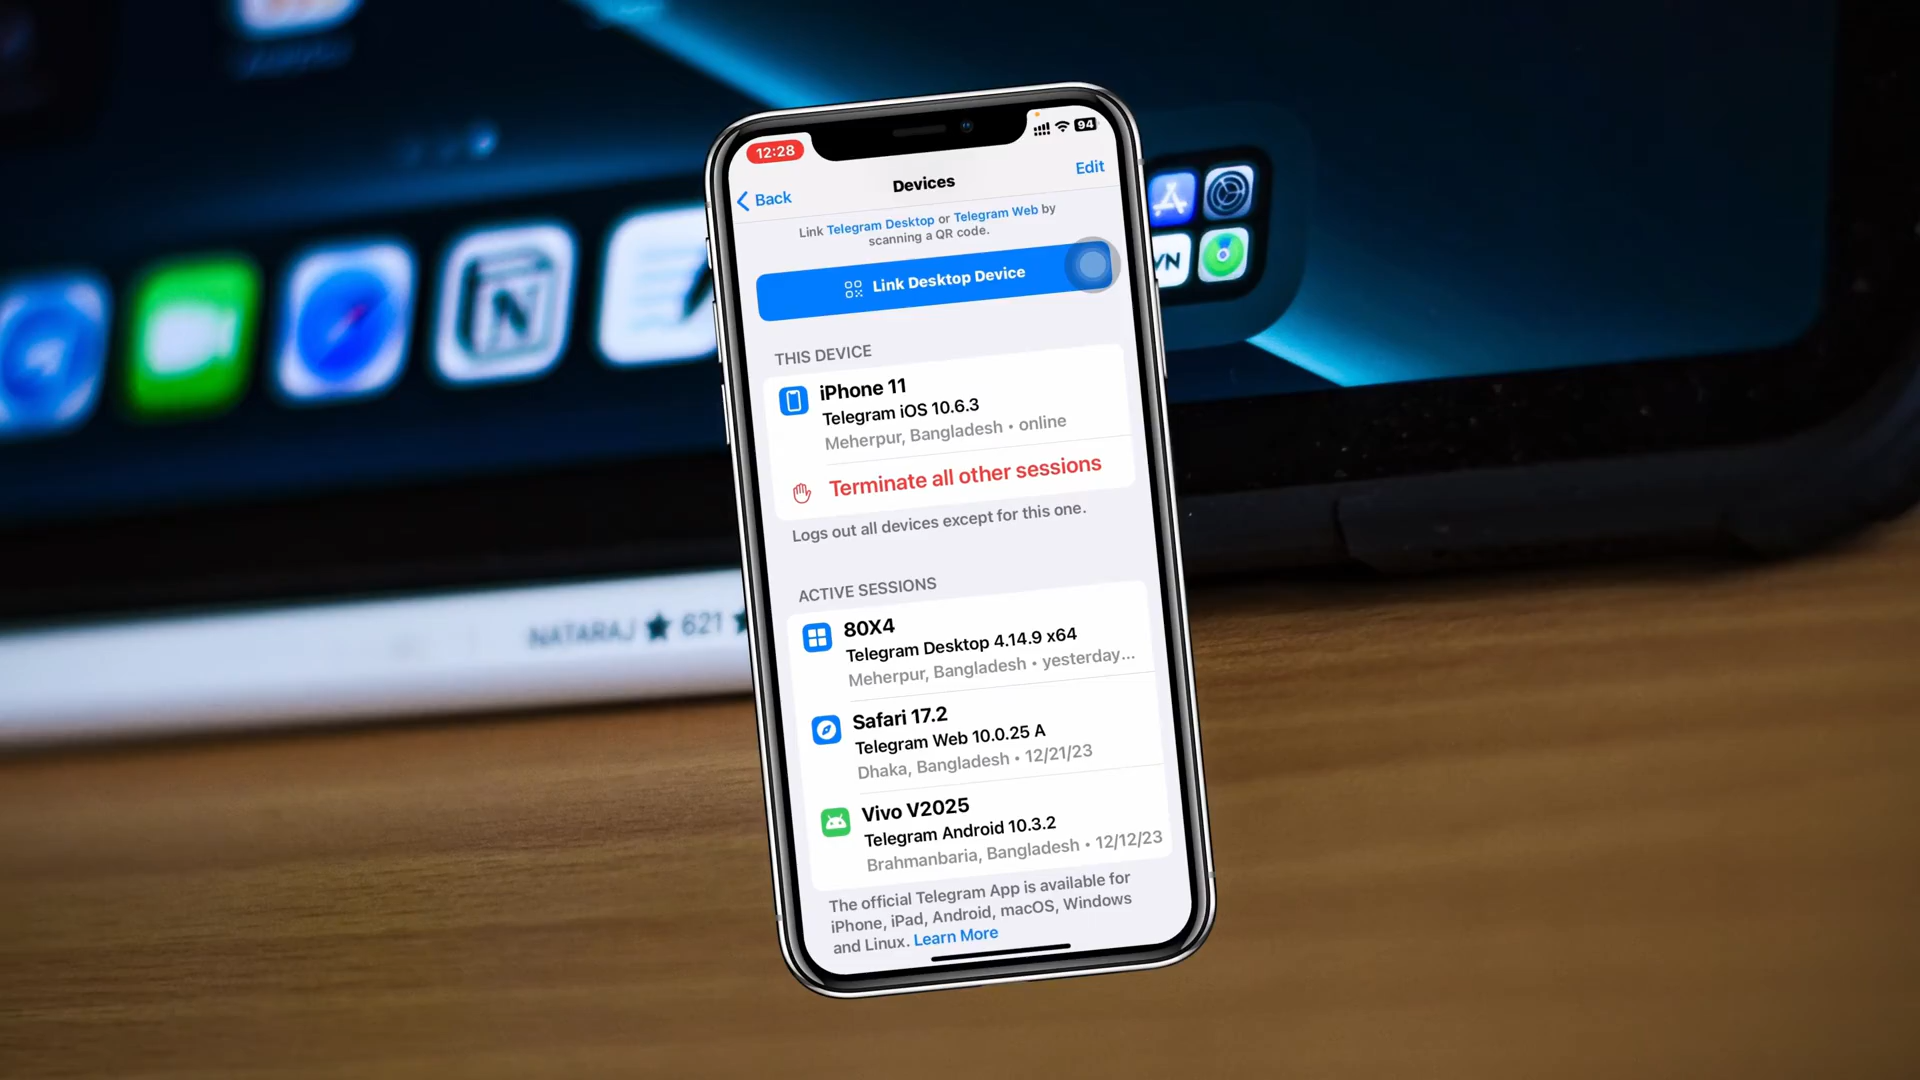 12:28
94
Back
Devices
Edit
Link Telegram Desktop or Telegram Web by
scanning a QR code.
Link Desktop Device
THIS DEVICE
iPhone 11
Telegram iOS 10.6.3
Meherpur, Bangladesh • online
Terminate all other sessions
Logs out all devices except for this one.
ACTIVE SESSIONS
80X4
Telegram Desktop 4.14.9 x64
Meherpur, Bangladesh • yesterday...
Safari 17.2
Telegram Web 10.0.25 A
Dhaka, Bangladesh • 12/21/23
Vivo V2025
Telegram Android 10.3.2
Brahmanbaria, Bangladesh • 12/12/23
The official Telegram App is available for
iPhone, iPad, Android, macOS, Windows
and Linux. Learn More
VN
NATARAJ ★ 621 ★